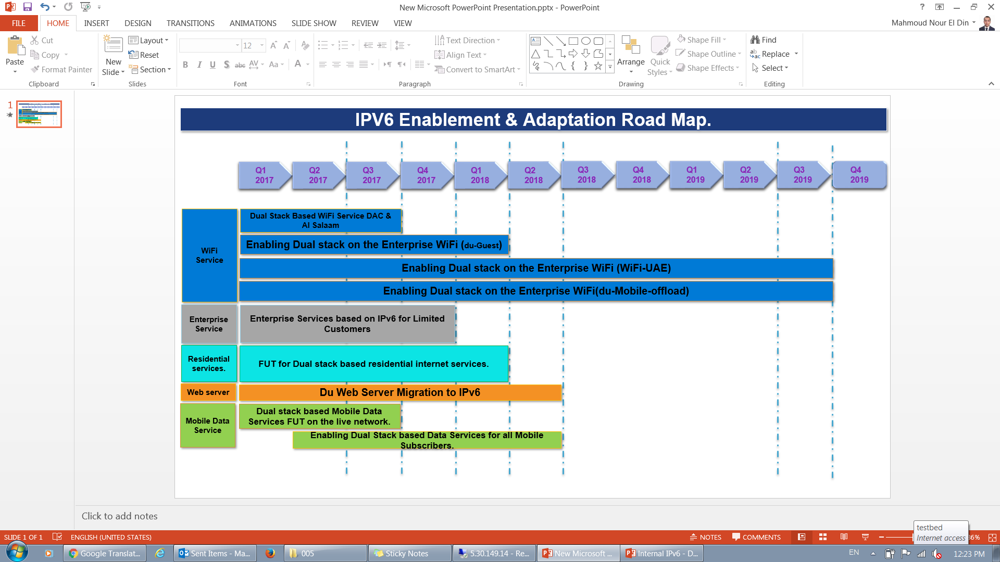 New Microsoft PowerPoint Presentation.pptx - PowerPoint
?
FILE
HOME
INSERT
DESIGN
TRANSITIONS
ANIMATIONS
SLIDE SHOW
REVIEW
VIEW
Mahmoud Nour El Din
Paste
Cut
Copy
Format Painter
Clipboard
New
Slide
Layout
Reset
Section
Slides
12
B I U S abc AV Aa A
Font
Text Direction
Align Text
Convert to SmartArt
Paragraph
Arrange
Quick
Styles
Shape Fill
Shape Outline
Shape Effects
Drawing
Find
Replace
Select
Editing
1
IPV6 Enablement & Adaptation Road Map.
Q1
2017
Q2
2017
Q3
2017
Q4
2017
Q1
2018
Q2
2018
Q3
2018
Q4
2018
Q1
2019
Q2
2019
Q3
2019
Q4
2019
WiFi
Service
Dual Stack Based WiFi Service DAC &
Al Salaam
Enabling Dual stack on the Enterprise WiFi (du-Guest)
Enabling Dual stack on the Enterprise WiFi (WiFi-UAE)
Enabling Dual stack on the Enterprise WiFi(du-Mobile-offload)
Enterprise
Service
Enterprise Services based on IPv6 for Limited
Customers
Residential
services.
FUT for Dual stack based residential internet services.
Web server
Du Web Server Migration to IPv6
Mobile Data
Service
Dual stack based Mobile Data
Services FUT on the live network.
Enabling Dual Stack based Data Services for all Mobile
Subscribers.
Click to add notes
SLIDE 1 OF 1
ENGLISH (UNITED STATES)
NOTES
COMMENTS
testbed
Internet access
Google Translat...
Sent Items - Ma...
005
Sticky Notes
5.30.149.14 - Re...
New Microsoft ...
Internal IPv6 - D...
EN
12:23 PM